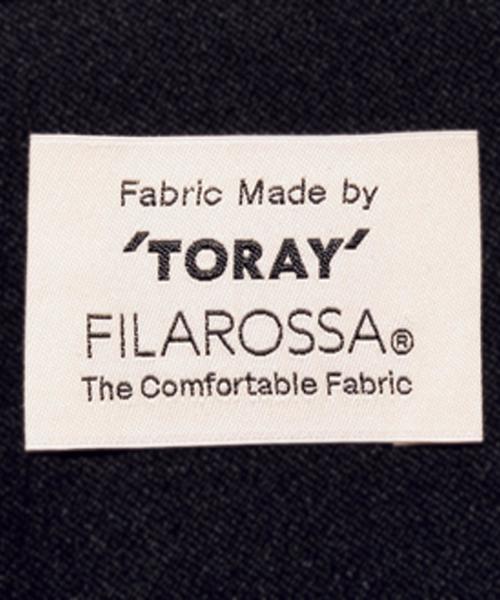 Fabric Made by
'TORAY'
FILAROSSA®
The Comfortable Fabric